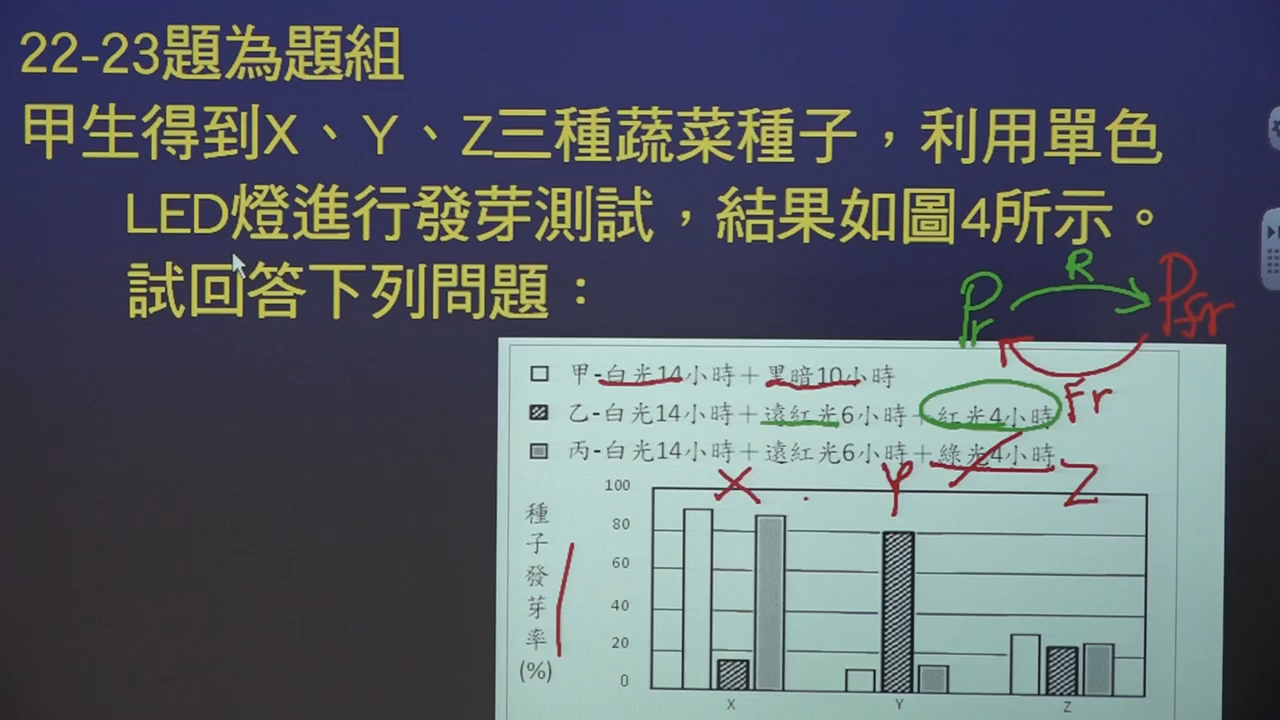 22-23題為題組
甲生得到X、Y、Z三種蔬菜種子，利用單色
LED燈進行發芽測試，結果如圖4所示。
試回答下列問題：
Pr R Pfr
Fr
甲-白光14小時＋黑暗10小時
乙-白光14小時＋遠紅光6小時＋紅光4小時
丙-白光14小時＋遠紅光6小時＋綠光4小時
X Y Z
種子發芽率(%)
100
80
60
40
20
0
X Y Z